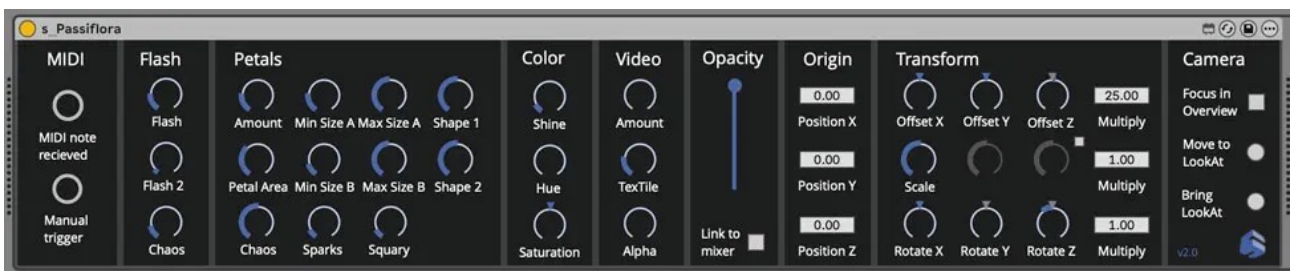 s_Passiflora
MIDI
MIDI note
recieved
Manual
trigger
Flash
Flash
Flash 2
Chaos
Petals
Amount Min Size A Max Size A Shape 1
Petal Area Min Size B Max Size B Shape 2
Chaos Sparks Squary
Color
Shine
Hue
Saturation
Video
Amount
TexTile
Alpha
Opacity
Link to
mixer
Origin
0.00
Position X
0.00
Position Y
0.00
Position Z
Transform
25.00
Offset X Offset Y Offset Z Multiply
1.00
Scale Multiply
1.00
Rotate X Rotate Y Rotate Z Multiply
Camera
Focus in
Overview
Move to
LookAt
Bring
LookAt
v2.0